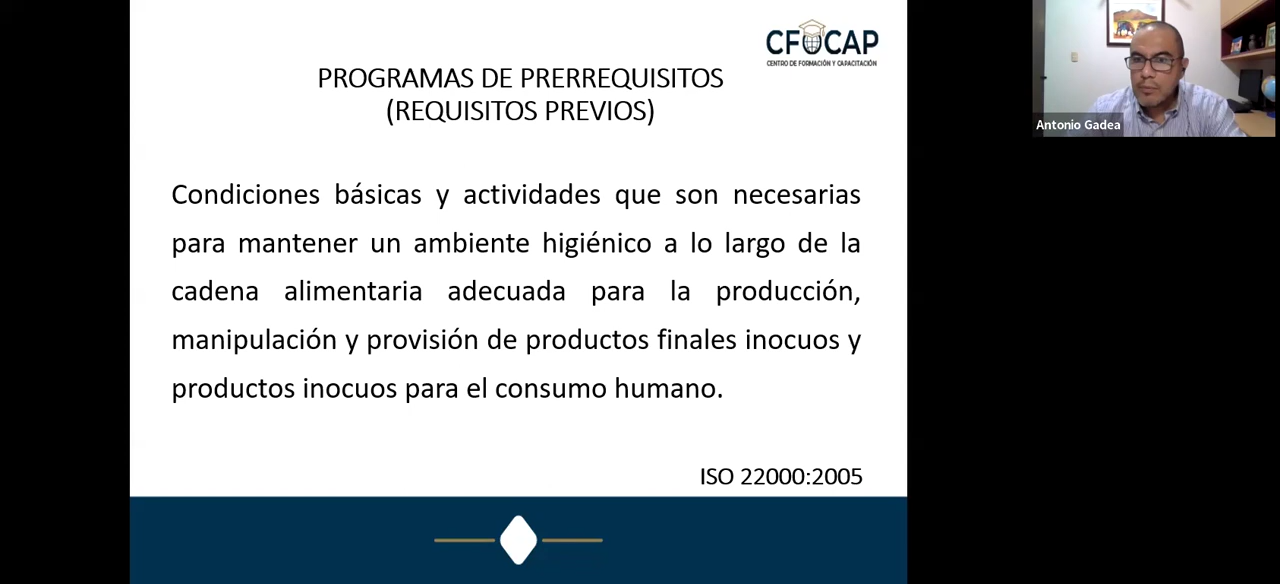 CFOCAP
CENTRO DE FORMACIÓN Y CAPACITACIÓN
PROGRAMAS DE PRERREQUISITOS
(REQUISITOS PREVIOS)
Condiciones básicas y actividades que son necesarias
para mantener un ambiente higiénico a lo largo de la
cadena alimentaria adecuada para la producción,
manipulación y provisión de productos finales inocuos y
productos inocuos para el consumo humano.
ISO 22000:2005
Antonio Gadea